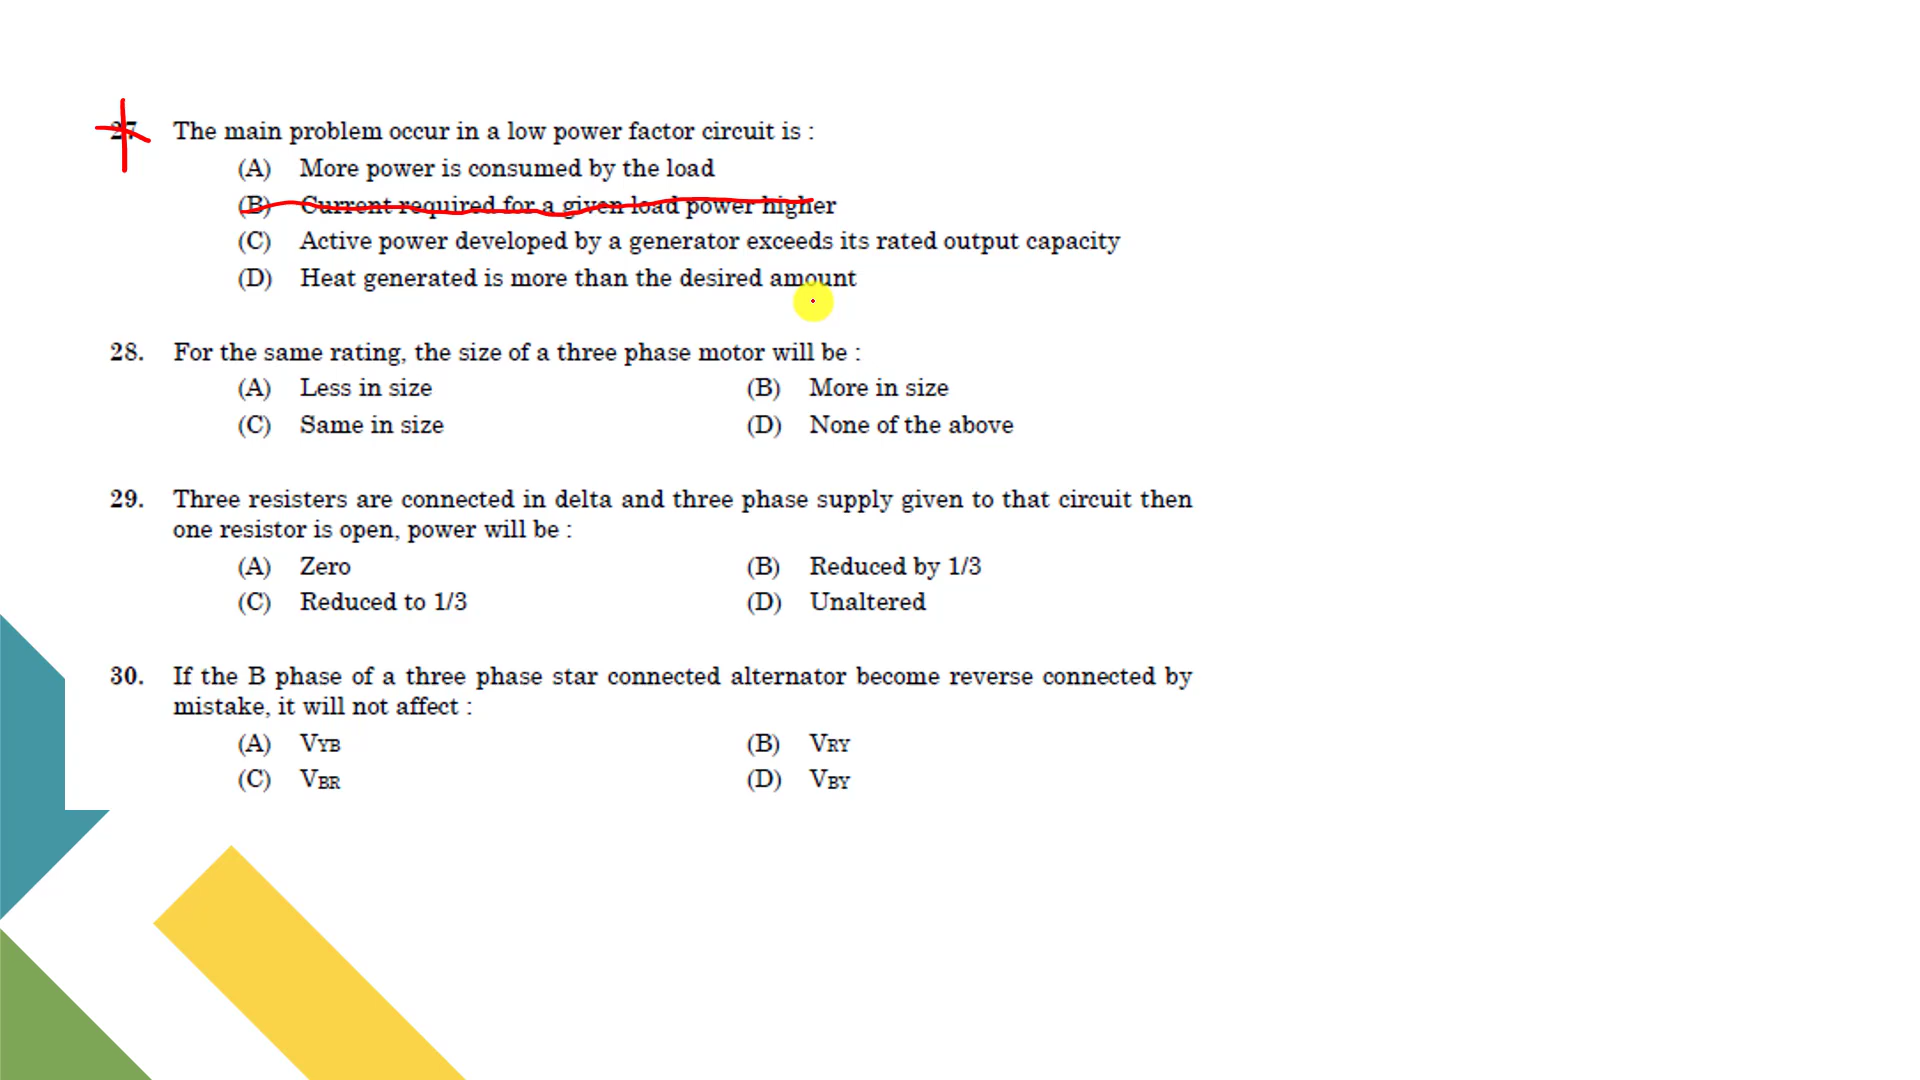 27 The main problem occur in a low power factor circuit is :
(A) More power is consumed by the load
(B) Current required for a given load power higher
(C) Active power developed by a generator exceeds its rated output capacity
(D) Heat generated is more than the desired amount
28. For the same rating, the size of a three phase motor will be :
(A) Less in size (B) More in size
(C) Same in size (D) None of the above
29. Three resisters are connected in delta and three phase supply given to that circuit then
one resistor is open, power will be :
(A) Zero (B) Reduced by 1/3
(C) Reduced to 1/3 (D) Unaltered
30. If the B phase of a three phase star connected alternator become reverse connected by
mistake, it will not affect :
(A) VYB (B) VRY
(C) VBR (D) VBY